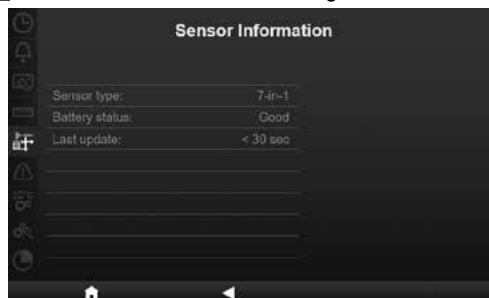 Sensor Information
Sensor type: 7-in-1
Battery status: Good
Last update: < 30 sec